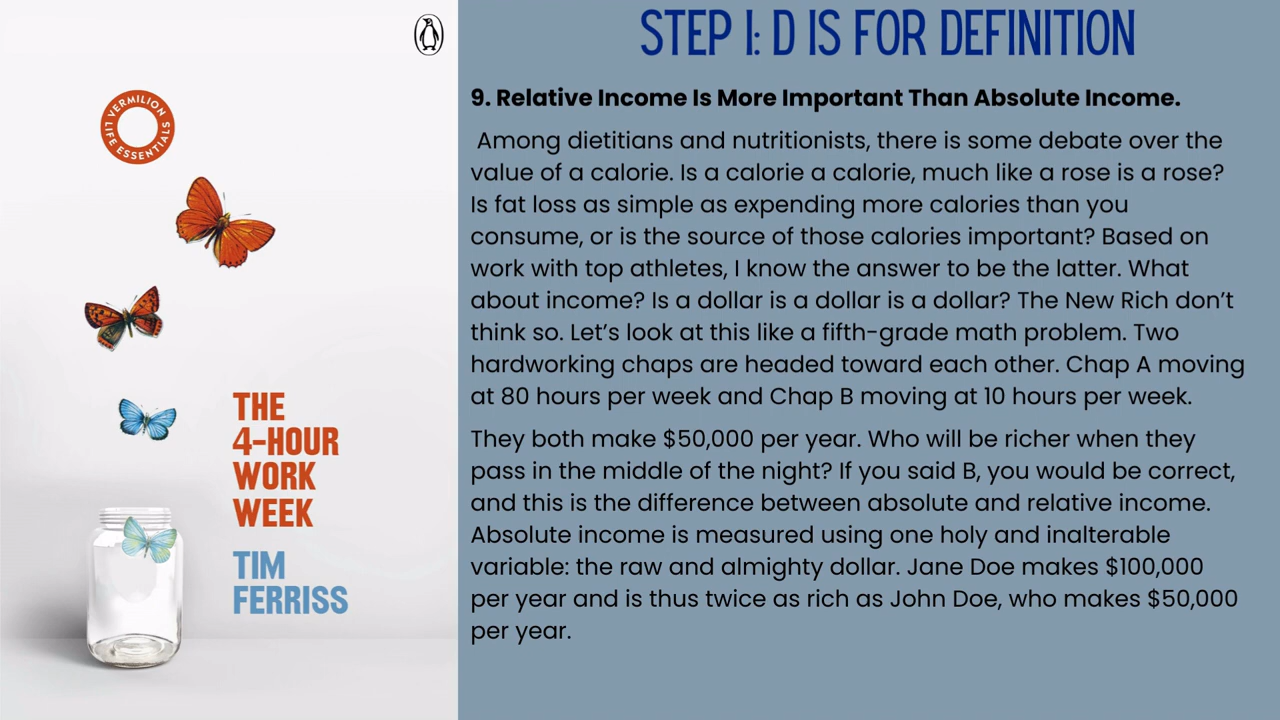 VERMILION
LIFE ESSENTIALS
THE
4-HOUR
WORK
WEEK
TIM
FERRISS
STEP 1: D IS FOR DEFINITION
9. Relative Income Is More Important Than Absolute Income.
Among dietitians and nutritionists, there is some debate over the
value of a calorie. Is a calorie a calorie, much like a rose is a rose?
Is fat loss as simple as expending more calories than you
consume, or is the source of those calories important? Based on
work with top athletes, I know the answer to be the latter. What
about income? Is a dollar is a dollar is a dollar? The New Rich don’t
think so. Let’s look at this like a fifth-grade math problem. Two
hardworking chaps are headed toward each other. Chap A moving
at 80 hours per week and Chap B moving at 10 hours per week.
They both make $50,000 per year. Who will be richer when they
pass in the middle of the night? If you said B, you would be correct,
and this is the difference between absolute and relative income.
Absolute income is measured using one holy and inalterable
variable: the raw and almighty dollar. Jane Doe makes $100,000
per year and is thus twice as rich as John Doe, who makes $50,000
per year.